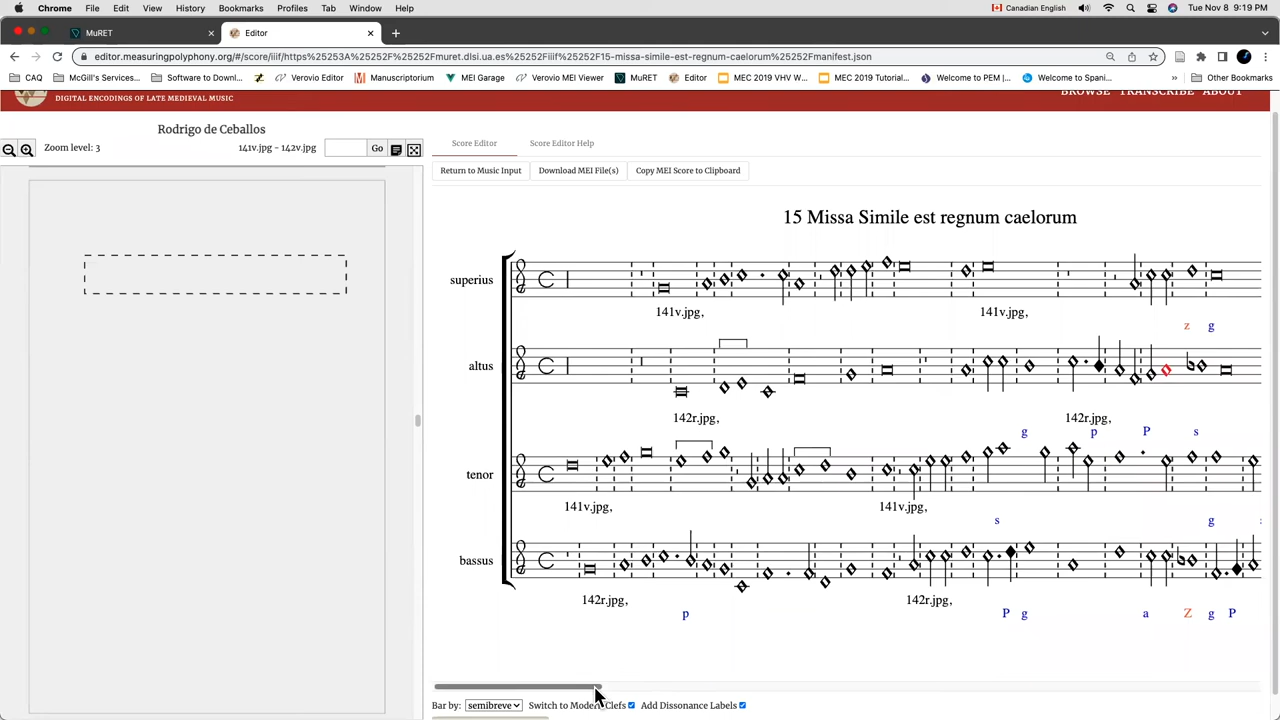 Chrome File Edit View History Bookmarks Profiles Tab Window Help Canadian English Tue Nov 8 9:19 PM
MuRET Editor
editor.measuringpolyphony.org/#/score/iiif/https%25253A%25252F%25252Fmuret.dlsi.ua.es%25252Fiiif%25252F15-missa-simile-est-regnum-caelorum%25252Fmanifest.json
CAQ McGill's Services... Software to Downl... Verovio Editor Manuscriptorium MEI Garage Verovio MEI Viewer MuRET Editor MEC 2019 VHV W... MEC 2019 Tutorial... Welcome to PEM |... Welcome to Spani... Other Bookmarks
DIGITAL ENCODINGS OF LATE MEDIEVAL MUSIC BROWSE TRANSCRIBE ABOUT
Rodrigo de Ceballos
Zoom level: 3 141v.jpg - 142v.jpg Go
Score Editor Score Editor Help
Return to Music Input Download MEI File(s) Copy MEI Score to Clipboard
15 Missa Simile est regnum caelorum
superius
141v.jpg, 141v.jpg,
z g
altus
142r.jpg, 142r.jpg,
g p P s
tenor
141v.jpg, 141v.jpg,
s g
bassus
142r.jpg, 142r.jpg,
p P g a Z g P
Bar by: semibreve Switch to Modern Clefs Add Dissonance Labels